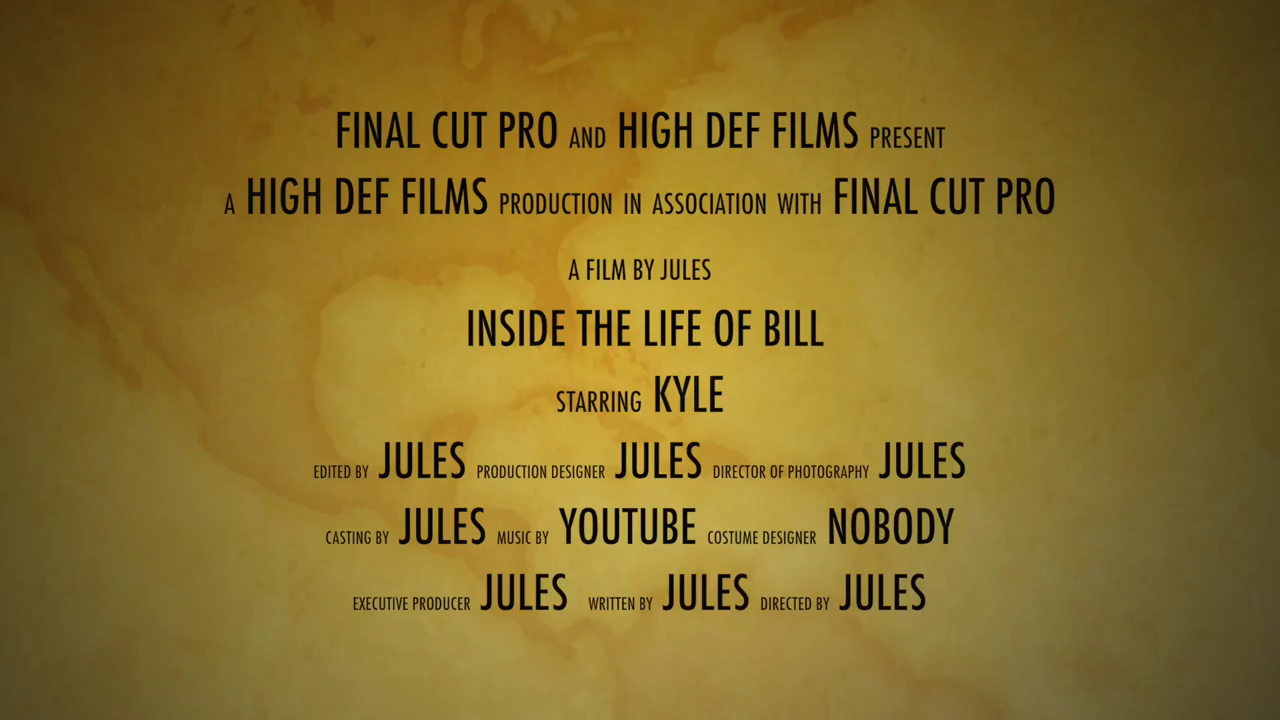 FINAL CUT PRO AND HIGH DEF FILMS PRESENT
A HIGH DEF FILMS PRODUCTION IN ASSOCIATION WITH FINAL CUT PRO
A FILM BY JULES
INSIDE THE LIFE OF BILL
STARRING KYLE
EDITED BY JULES PRODUCTION DESIGNER JULES DIRECTOR OF PHOTOGRAPHY JULES
CASTING BY JULES MUSIC BY YOUTUBE COSTUME DESIGNER NOBODY
EXECUTIVE PRODUCER JULES WRITTEN BY JULES DIRECTED BY JULES